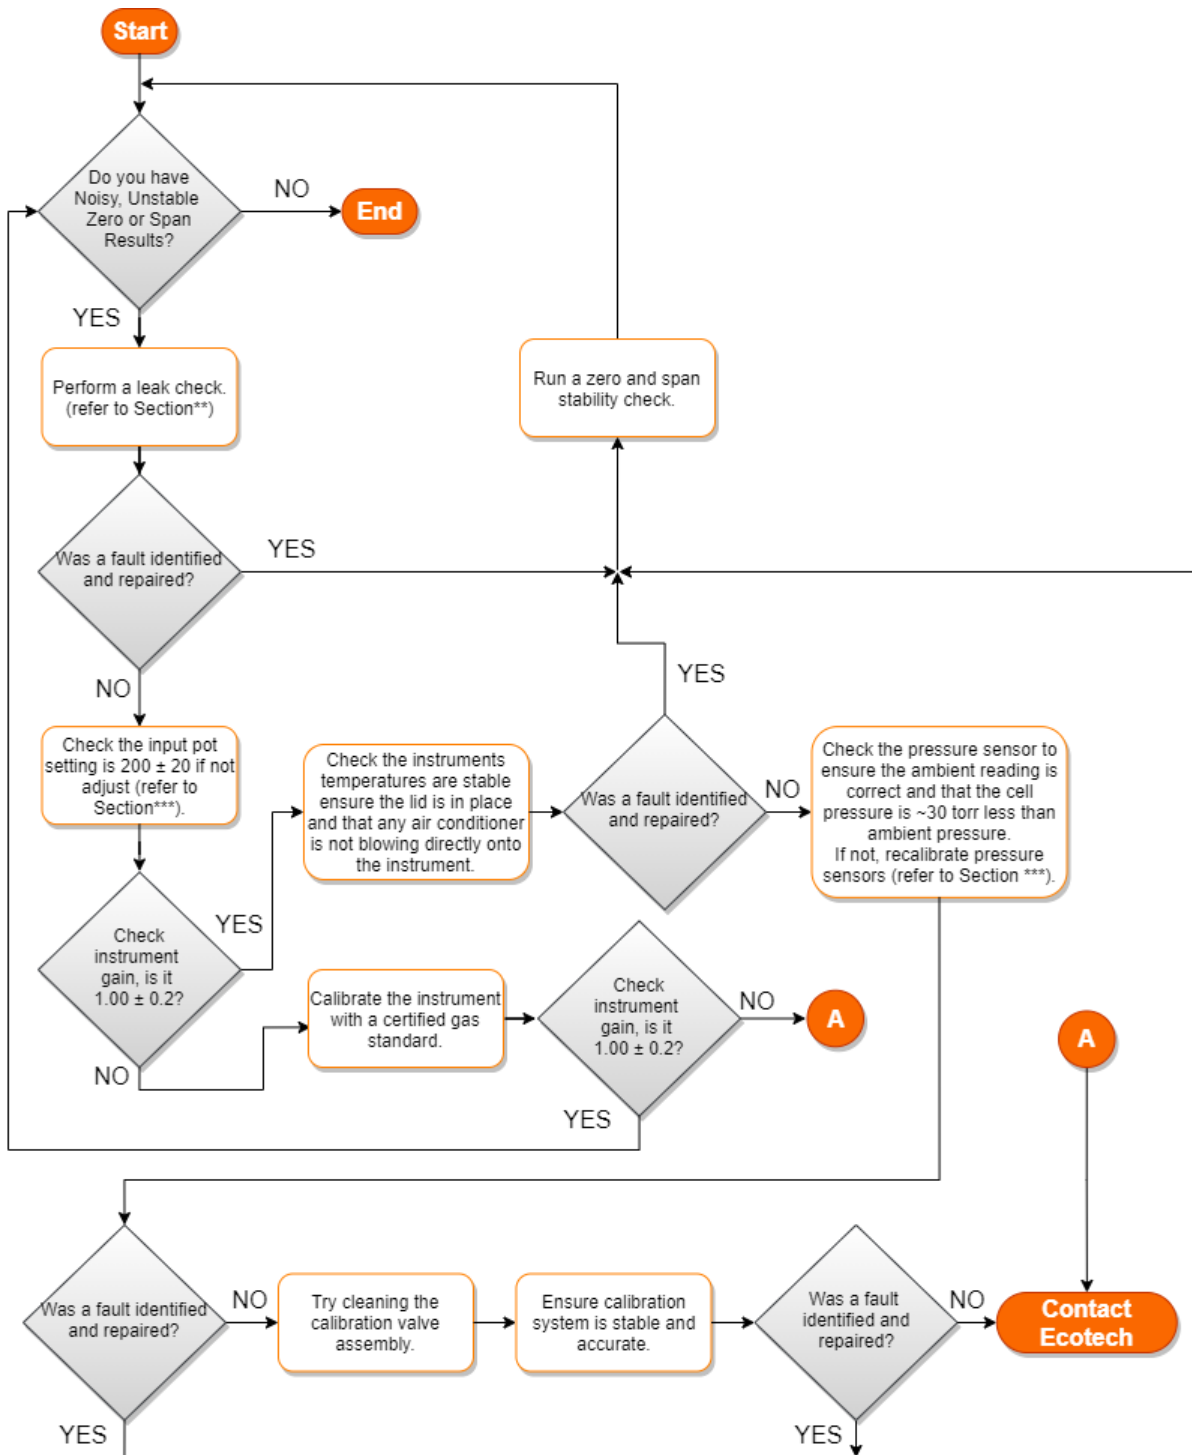 Start
Do you have
Noisy, Unstable
Zero or Span
Results?
NO
End
YES
Perform a leak check.
(refer to Section**)
Run a zero and span
stability check.
Was a fault identified
and repaired?
YES
NO
Check the input pot
setting is 200 ± 20 if not
adjust (refer to
Section***).
Check the instruments
temperatures are stable
ensure the lid is in place
and that any air conditioner
is not blowing directly onto
the instrument.
Was a fault identified
and repaired?
YES
NO
Check the pressure sensor to
ensure the ambient reading is
correct and that the cell
pressure is ~30 torr less than
ambient pressure.
If not, recalibrate pressure
sensors (refer to Section ***).
Check
instrument
gain, is it
1.00 ± 0.2?
YES
NO
Calibrate the instrument
with a certified gas
standard.
Check
instrument
gain, is it
1.00 ± 0.2?
NO
A
YES
A
Was a fault identified
and repaired?
NO
YES
Try cleaning the
calibration valve
assembly.
Ensure calibration
system is stable and
accurate.
Was a fault
identified and
repaired?
NO
YES
Contact
Ecotech